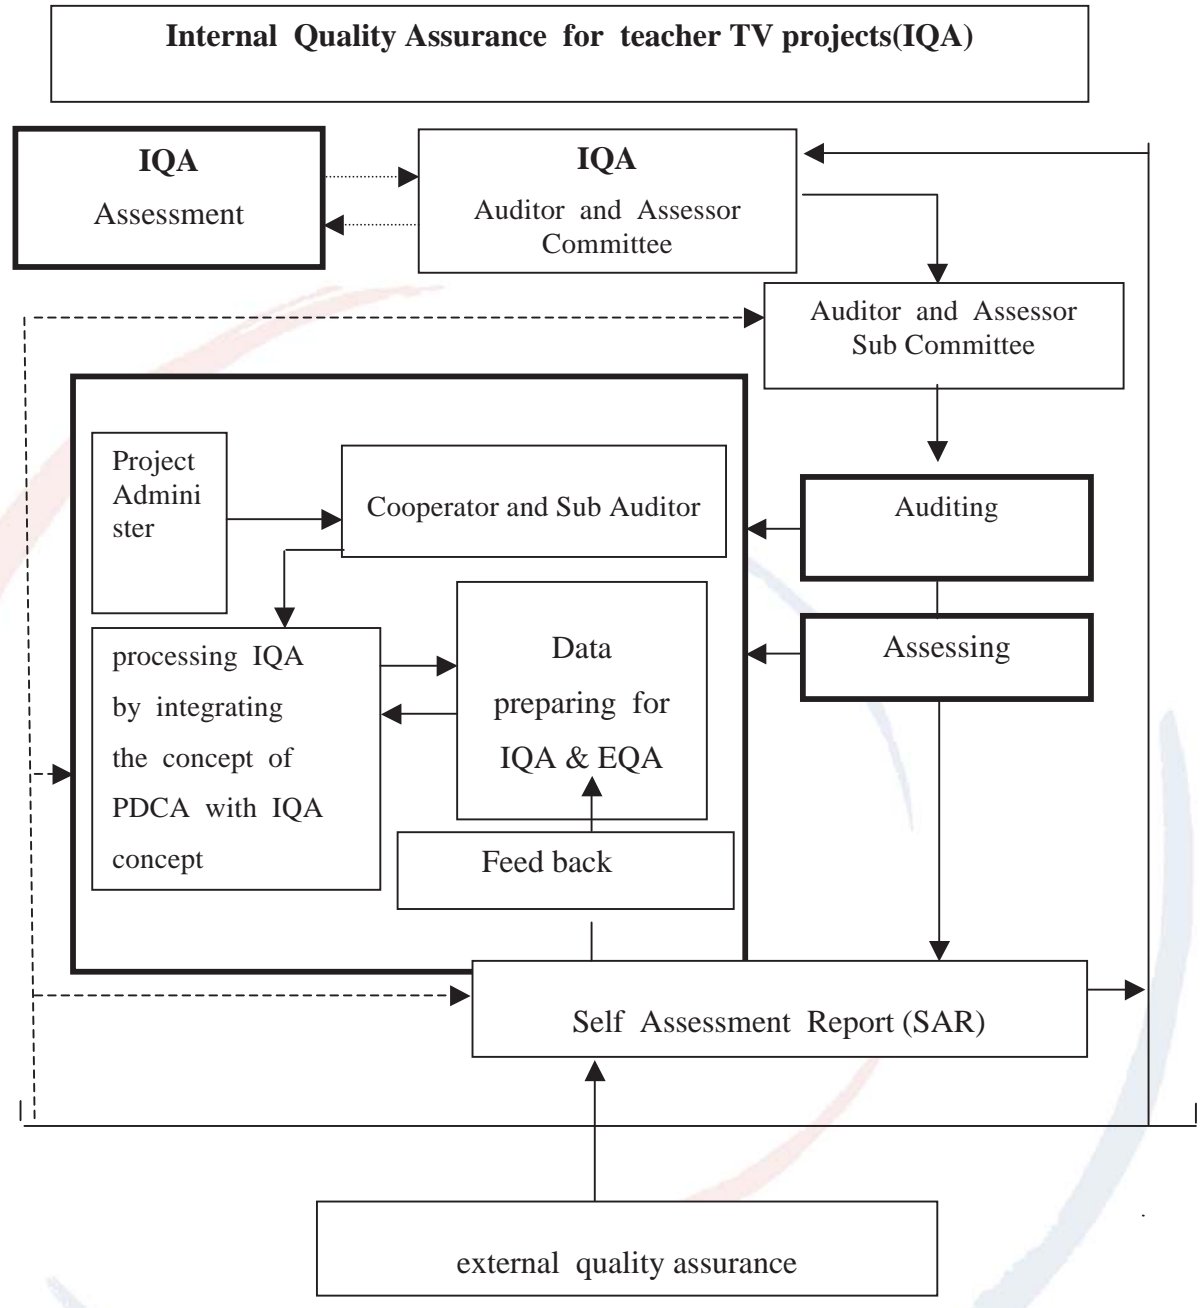 Internal Quality Assurance for teacher TV projects(IQA)
IQA
Assessment
IQA
Auditor and Assessor
Committee
Auditor and Assessor
Sub Committee
Project
Admini
ster
Cooperator and Sub Auditor
Auditing
processing IQA
by integrating
the concept of
PDCA with IQA
concept
Data
preparing for
IQA & EQA
Assessing
Feed back
Self Assessment Report (SAR)
external quality assurance